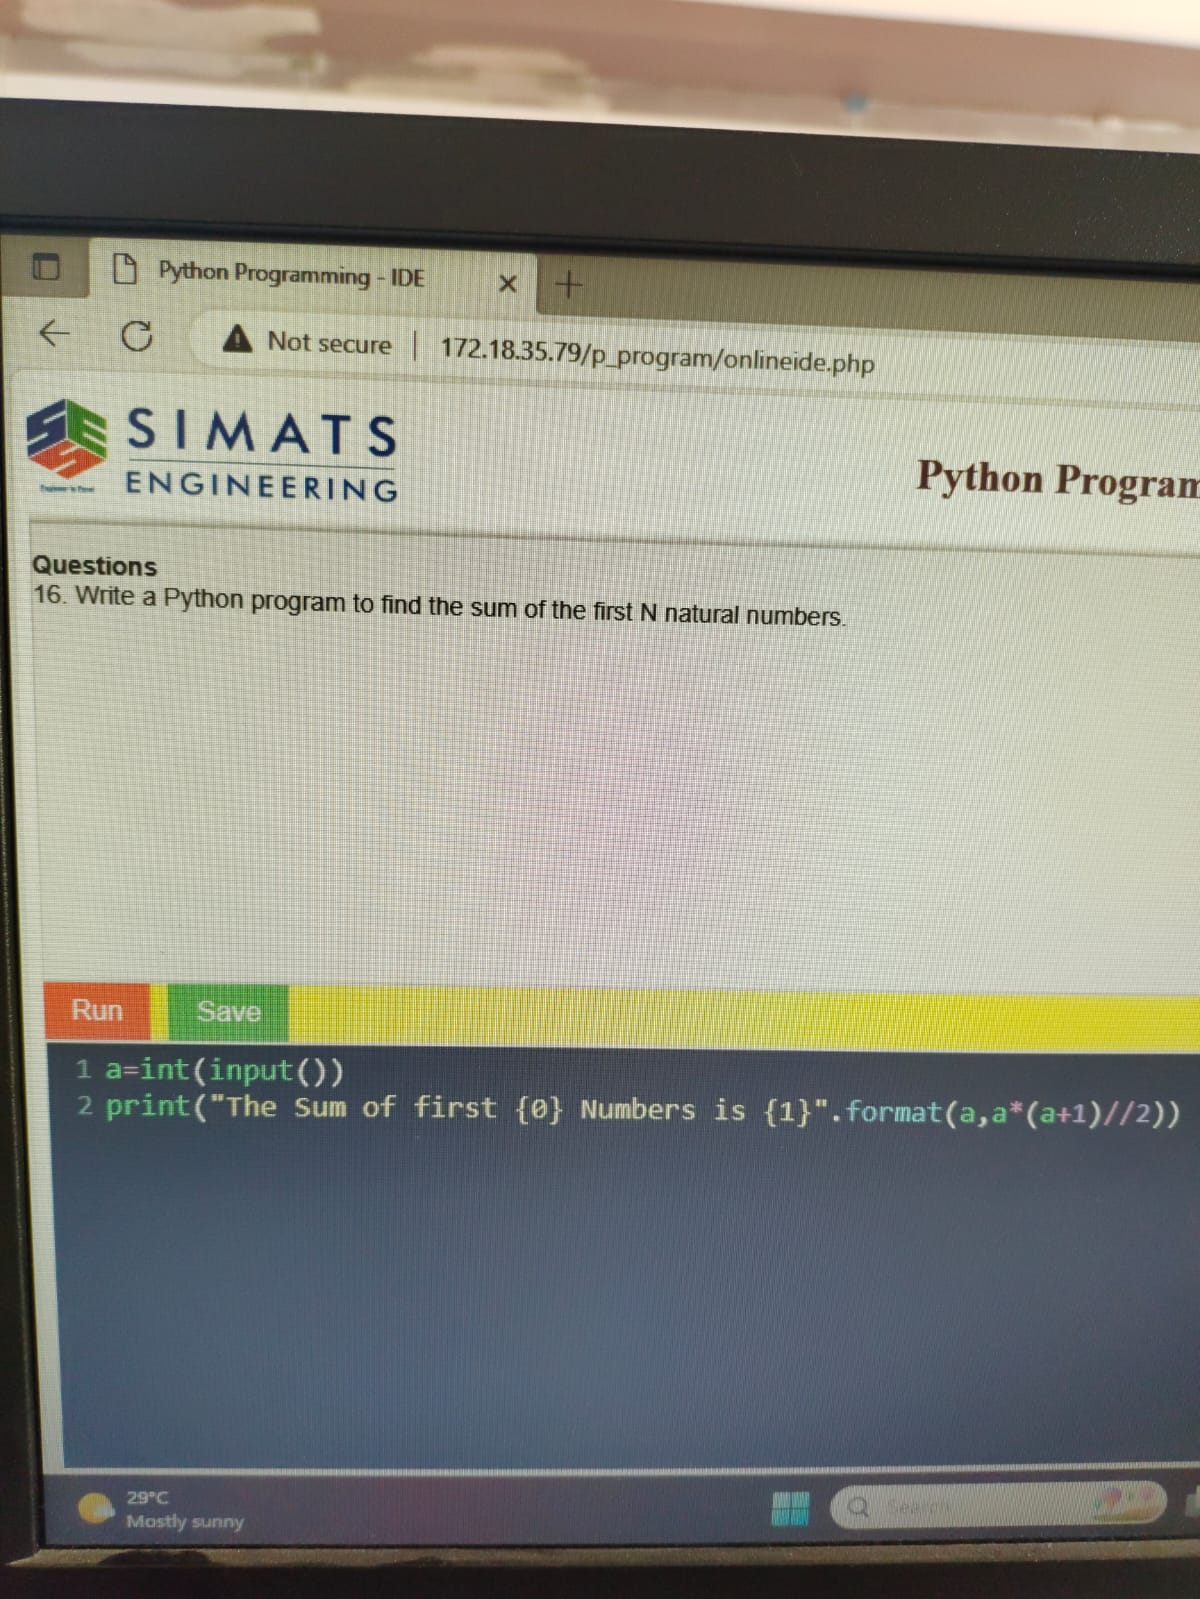 Python Programming - IDE
Not secure
172.18.35.79/p_program/onlineide.php
SIMATS
ENGINEERING
Python Program
Questions
16. Write a Python program to find the sum of the first N natural numbers.
Run Save
1 a=int(input())
2 print("The Sum of first {0} Numbers is {1}".format(a,a*(a+1)//2))
29°C
Mostly sunny
Search